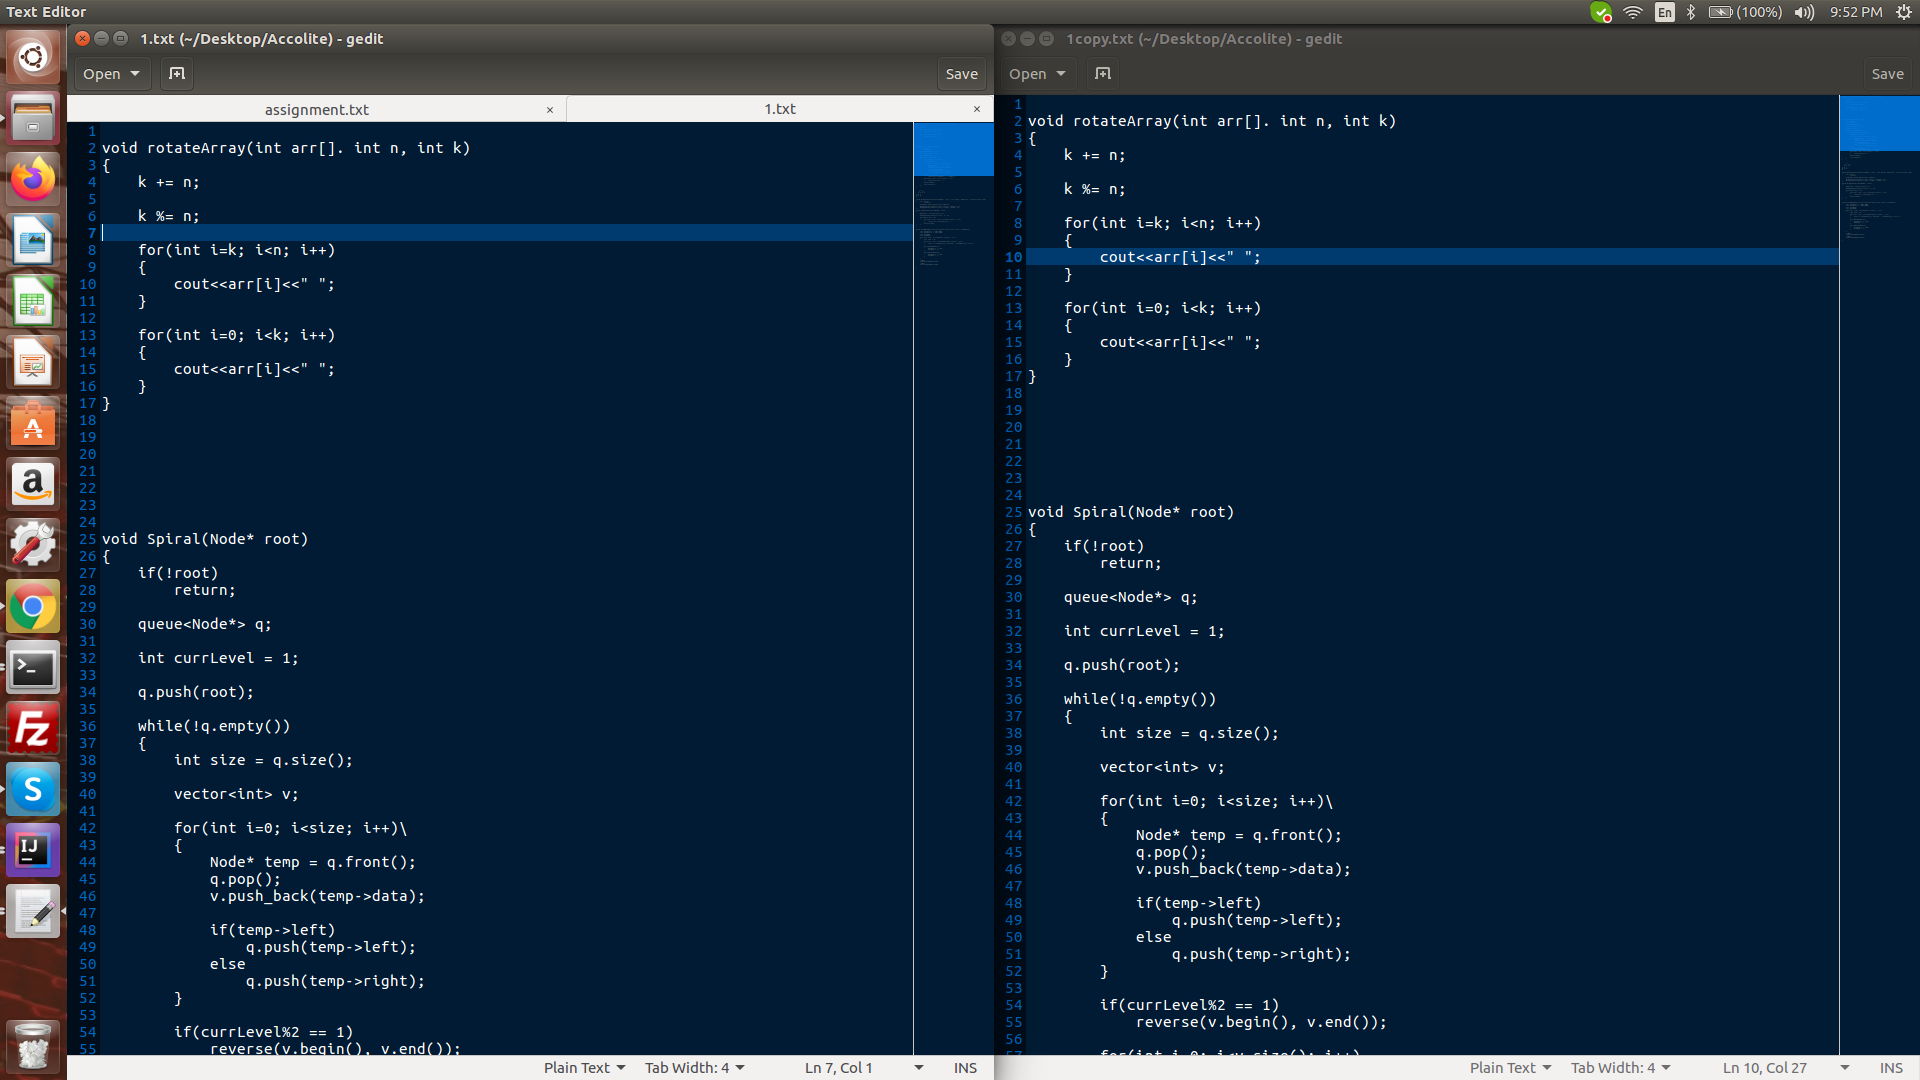 Text Editor
En
(100%)
9:52 PM
1.txt (~/Desktop/Accolite) - gedit
Open
Save
assignment.txt
1.txt
1
2 void rotateArray(int arr[]. int n, int k)
3 {
4 k += n;
5
6 k %= n;
7
8 for(int i=k; i<n; i++)
9 {
10 cout<<arr[i]<<" ";
11 }
12
13 for(int i=0; i<k; i++)
14 {
15 cout<<arr[i]<<" ";
16 }
17 }
18
19
20
21
22
23
24
25 void Spiral(Node* root)
26 {
27 if(!root)
28 return;
29
30 queue<Node*> q;
31
32 int currLevel = 1;
33
34 q.push(root);
35
36 while(!q.empty())
37 {
38 int size = q.size();
39
40 vector<int> v;
41
42 for(int i=0; i<size; i++)\
43 {
44 Node* temp = q.front();
45 q.pop();
46 v.push_back(temp->data);
47
48 if(temp->left)
49 q.push(temp->left);
50 else
51 q.push(temp->right);
52 }
53
54 if(currLevel%2 == 1)
55 reverse(v.begin(), v.end());
Plain Text
Tab Width: 4
Ln 7, Col 1
INS
1copy.txt (~/Desktop/Accolite) - gedit
Open
Save
1
2 void rotateArray(int arr[]. int n, int k)
3 {
4 k += n;
5
6 k %= n;
7
8 for(int i=k; i<n; i++)
9 {
10 cout<<arr[i]<<" ";
11 }
12
13 for(int i=0; i<k; i++)
14 {
15 cout<<arr[i]<<" ";
16 }
17 }
18
19
20
21
22
23
24
25 void Spiral(Node* root)
26 {
27 if(!root)
28 return;
29
30 queue<Node*> q;
31
32 int currLevel = 1;
33
34 q.push(root);
35
36 while(!q.empty())
37 {
38 int size = q.size();
39
40 vector<int> v;
41
42 for(int i=0; i<size; i++)\
43 {
44 Node* temp = q.front();
45 q.pop();
46 v.push_back(temp->data);
47
48 if(temp->left)
49 q.push(temp->left);
50 else
51 q.push(temp->right);
52 }
53
54 if(currLevel%2 == 1)
55 reverse(v.begin(), v.end());
56
Plain Text
Tab Width: 4
Ln 10, Col 27
INS